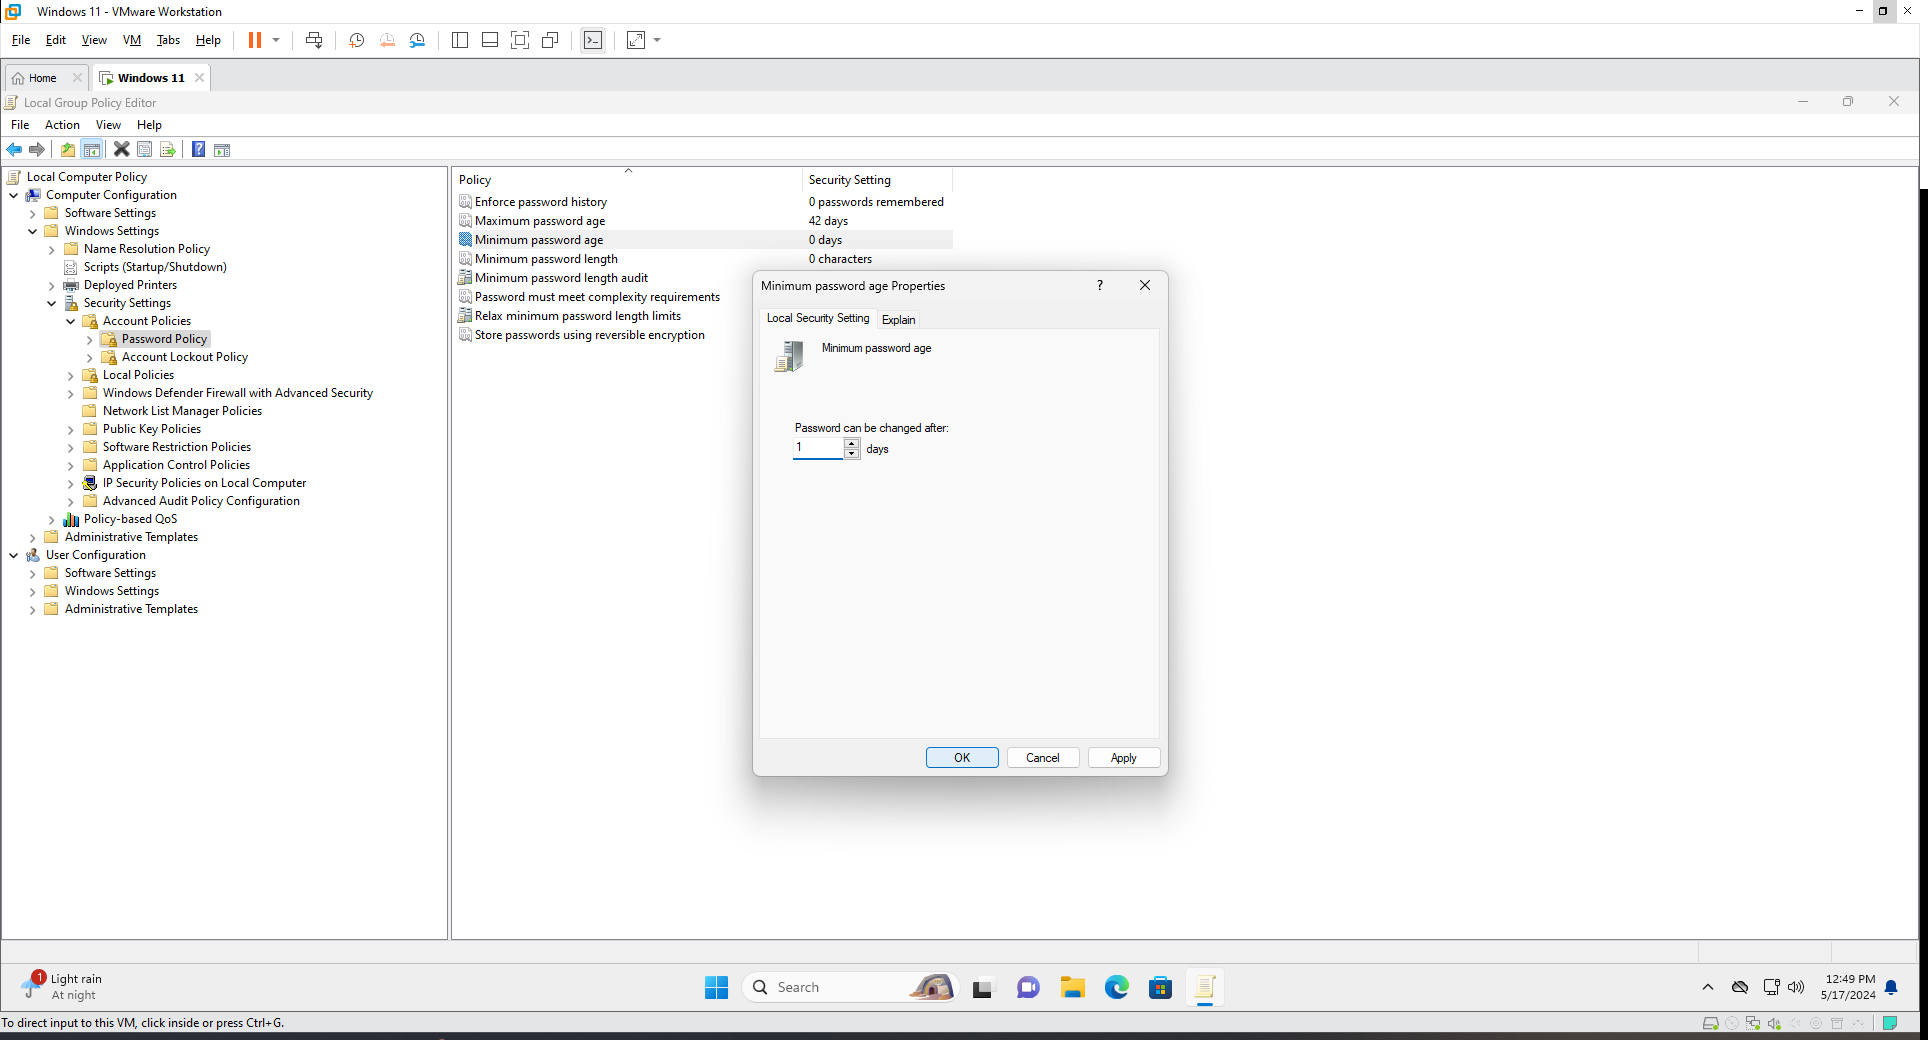 Windows 11 - VMware Workstation
File Edit View VM Tabs Help
Home Windows 11
Local Group Policy Editor
File Action View Help
Local Computer Policy
Computer Configuration
Software Settings
Windows Settings
Name Resolution Policy
Scripts (Startup/Shutdown)
Deployed Printers
Security Settings
Account Policies
Password Policy
Account Lockout Policy
Local Policies
Windows Defender Firewall with Advanced Security
Network List Manager Policies
Public Key Policies
Software Restriction Policies
Application Control Policies
IP Security Policies on Local Computer
Advanced Audit Policy Configuration
Policy-based QoS
Administrative Templates
User Configuration
Software Settings
Windows Settings
Administrative Templates
Policy Security Setting
Enforce password history 0 passwords remembered
Maximum password age 42 days
Minimum password age 0 days
Minimum password length 0 characters
Minimum password length audit
Password must meet complexity requirements
Relax minimum password length limits
Store passwords using reversible encryption
Minimum password age Properties ?
Local Security Setting Explain
Minimum password age
Password can be changed after:
1 days
OK Cancel Apply
1 Light rain
At night
Search
12:49 PM
5/17/2024
To direct input to this VM, click inside or press Ctrl+G.